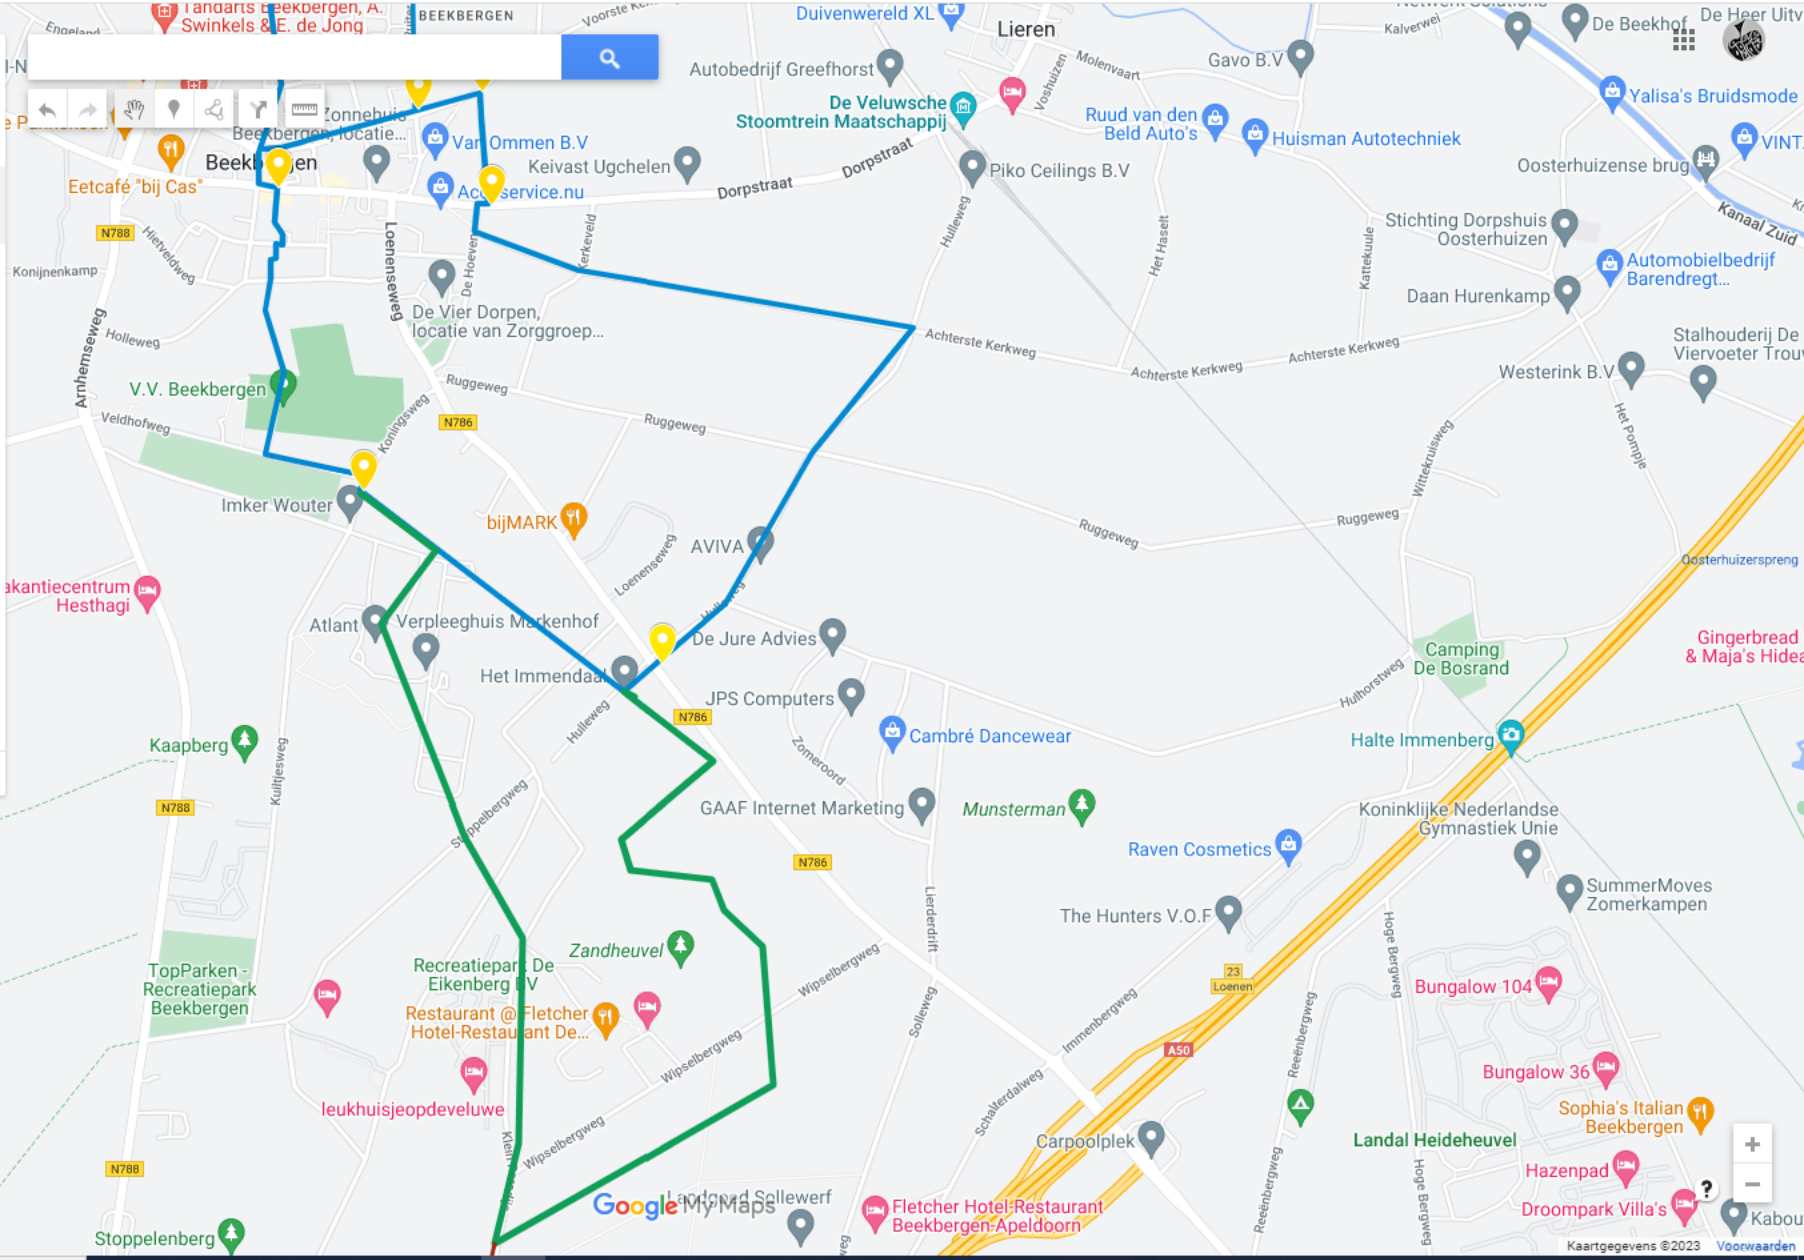 Tandarts Beekbergen, A.
Swinkels & E. de Jong
BEEKBERGEN
Engeland
Duivenwereld XL
Lieren
Kalverwei
De Beekhof
De Heer Uitv
Autobedrijf Greefhorst
Gavo B.V
Molenvaart
Voshuizen
De Veluwsche
Stoomtrein Maatschappij
Ruud van den
Beld Auto's
Huisman Autotechniek
Yalisa's Bruidsmode
VINT.
Zonnehuis
Beekbergen, locatie...
Van Ommen B.V
Beekbergen
Keivast Ugchelen
Dorpstraat
Dorpstraat
Piko Ceilings B.V
Oosterhuizense brug
Eetcafé "bij Cas"
Kanaal Zuid
N788
Hietveldweg
Loenenseweg
De Hoeven
Kerkeveld
Hulleweg
Het Haselt
Kattekuule
Stichting Dorpshuis
Oosterhuizen
Automobielbedrijf
Barendregt...
Konijnenkamp
Daan Hurenkamp
De Vier Dorpen,
locatie van Zorggroep...
Holleweg
Arnhemseweg
Achterste Kerkweg
Achterste Kerkweg
Achterste Kerkweg
Stalhouderij De
Viervoeter Trouw
Westerink B.V
V.V. Beekbergen
Ruggeweg
Ruggeweg
Veldhofweg
Koningsweg
N786
Het Pompje
Wittekruisweg
Imker Wouter
bijMARK
Ruggeweg
Ruggeweg
AVIVA
Loenenseweg
Oosterhuizerspreng
akantiecentrum
Hesthagi
Hulleweg
Atlant
Verpleeghuis Markenhof
De Jure Advies
Gingerbread
& Maja's Hidea
Camping
De Bosrand
Het Immendaal
Hulhorstweg
JPS Computers
N786
Hulleweg
Kaapberg
Cambré Dancewear
Halte Immenberg
Kuiltjesweg
Zomeroord
N788
Stoppelbergweg
GAAF Internet Marketing
Munsterman
Koninklijke Nederlandse
Gymnastiek Unie
N786
Raven Cosmetics
SummerMoves
Zomerkampen
Lierderdrift
The Hunters V.O.F
Hoge Bergweg
Zandheuvel
Wipselbergweg
Recreatiepark De
Eikenberg BV
TopParken -
Recreatiepark
Beekbergen
23
Loenen
Bungalow 104
Restaurant @ Fletcher
Hotel-Restaurant De...
Solleweg
Immenbergweg
Reeënbergweg
A50
Wipselbergweg
Bungalow 36
leukhuisjeopdeveluwe
Schalterdalweg
Sophia's Italian
Beekbergen
Wipselbergweg
Carpoolplek
Landal Heideheuvel
N788
Hazenpad
Reeënbergweg
Hoge Bergweg
Landgoed Sollewerf
Google My Maps
Fletcher Hotel-Restaurant
Beekbergen-Apeldoorn
Droompark Villa's
Kabou
Stoppelenberg
Kaartgegevens ©2023
Voorwaarden